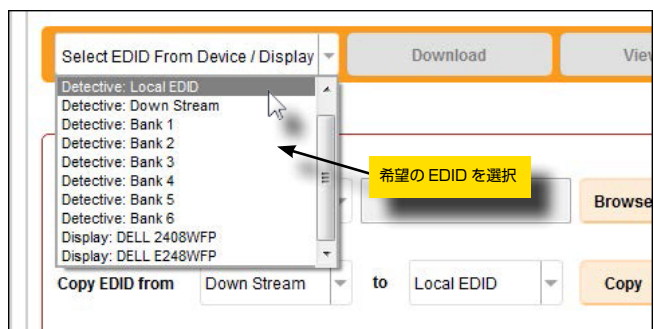 Select EDID From Device / Display
Download
Detective: Local EDID
Detective: Down Stream
Detective: Bank 1
Detective: Bank 2
Detective: Bank 3
Detective: Bank 4
Detective: Bank 5
Detective: Bank 6
Display: DELL 2408WFP
Display: DELL E248WFP
希望の EDID を選択
Browse
Copy EDID from Down Stream to Local EDID Copy